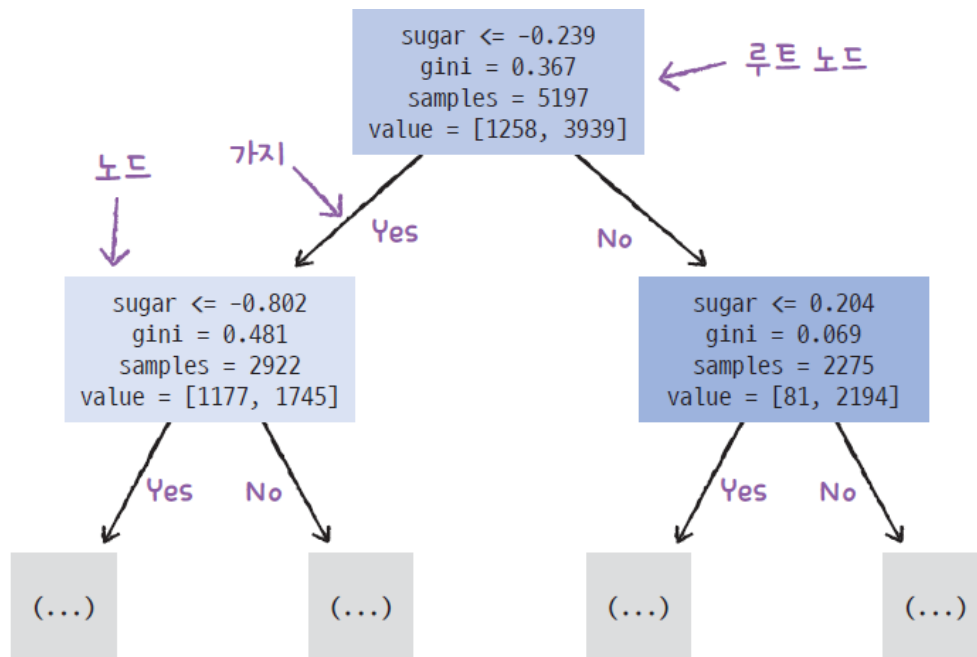 sugar <= -0.239
gini = 0.367
samples = 5197
value = [1258, 3939]
루트 노드
가지
노드
Yes
No
sugar <= -0.802
gini = 0.481
samples = 2922
value = [1177, 1745]
sugar <= 0.204
gini = 0.069
samples = 2275
value = [81, 2194]
Yes
No
Yes
No
(...)
(...)
(...)
(...)